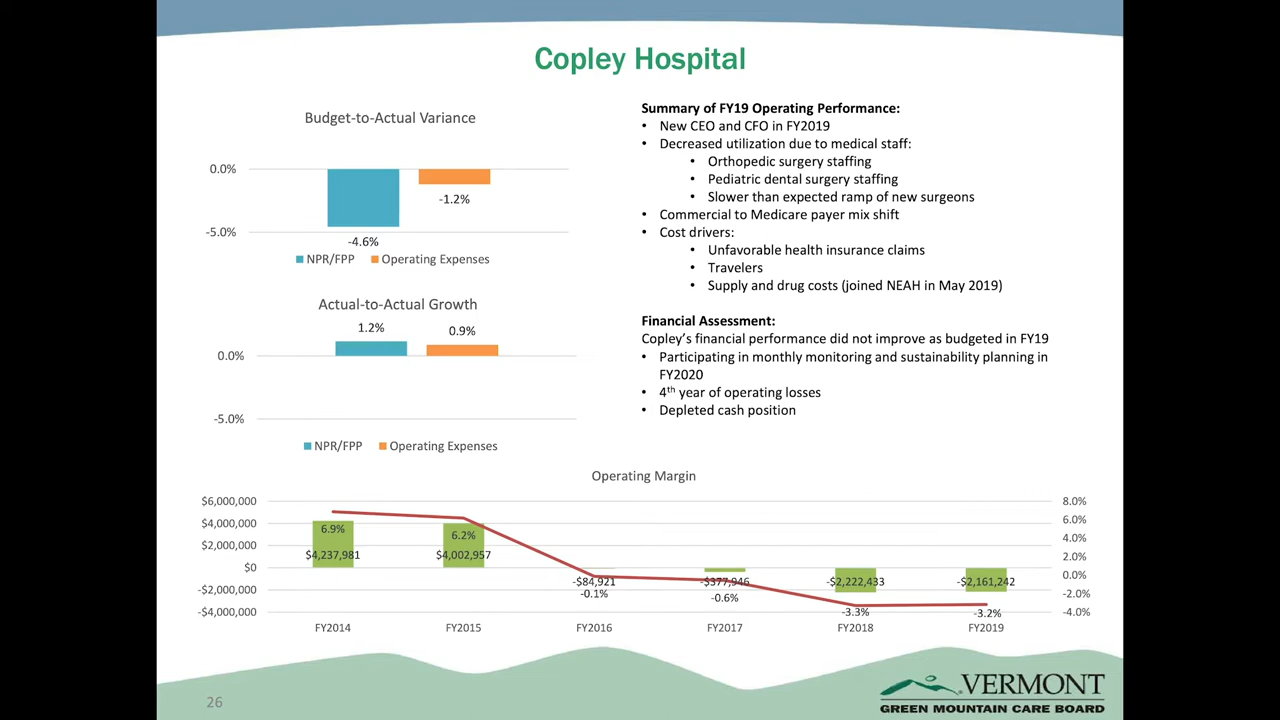 Copley Hospital
Budget-to-Actual Variance
0.0%
-1.2%
-5.0%
-4.6%
NPR/FPP Operating Expenses
Actual-to-Actual Growth
1.2% 0.9%
0.0%
-5.0%
NPR/FPP Operating Expenses
Summary of FY19 Operating Performance:
• New CEO and CFO in FY2019
• Decreased utilization due to medical staff:
• Orthopedic surgery staffing
• Pediatric dental surgery staffing
• Slower than expected ramp of new surgeons
• Commercial to Medicare payer mix shift
• Cost drivers:
• Unfavorable health insurance claims
• Travelers
• Supply and drug costs (joined NEAH in May 2019)
Financial Assessment:
Copley's financial performance did not improve as budgeted in FY19
• Participating in monthly monitoring and sustainability planning in
FY2020
• 4th year of operating losses
• Depleted cash position
Operating Margin
$6,000,000 8.0%
$4,000,000 6.9% 6.2% 6.0%
$2,000,000 $4,237,981 $4,002,957 4.0%
2.0%
$0 0.0%
-$84,921 -$377,946 -$2,222,433 -$2,161,242
-$2,000,000 -0.1% -0.6% -2.0%
-$4,000,000 -3.3% -3.2% -4.0%
FY2014 FY2015 FY2016 FY2017 FY2018 FY2019
26
VERMONT
GREEN MOUNTAIN CARE BOARD